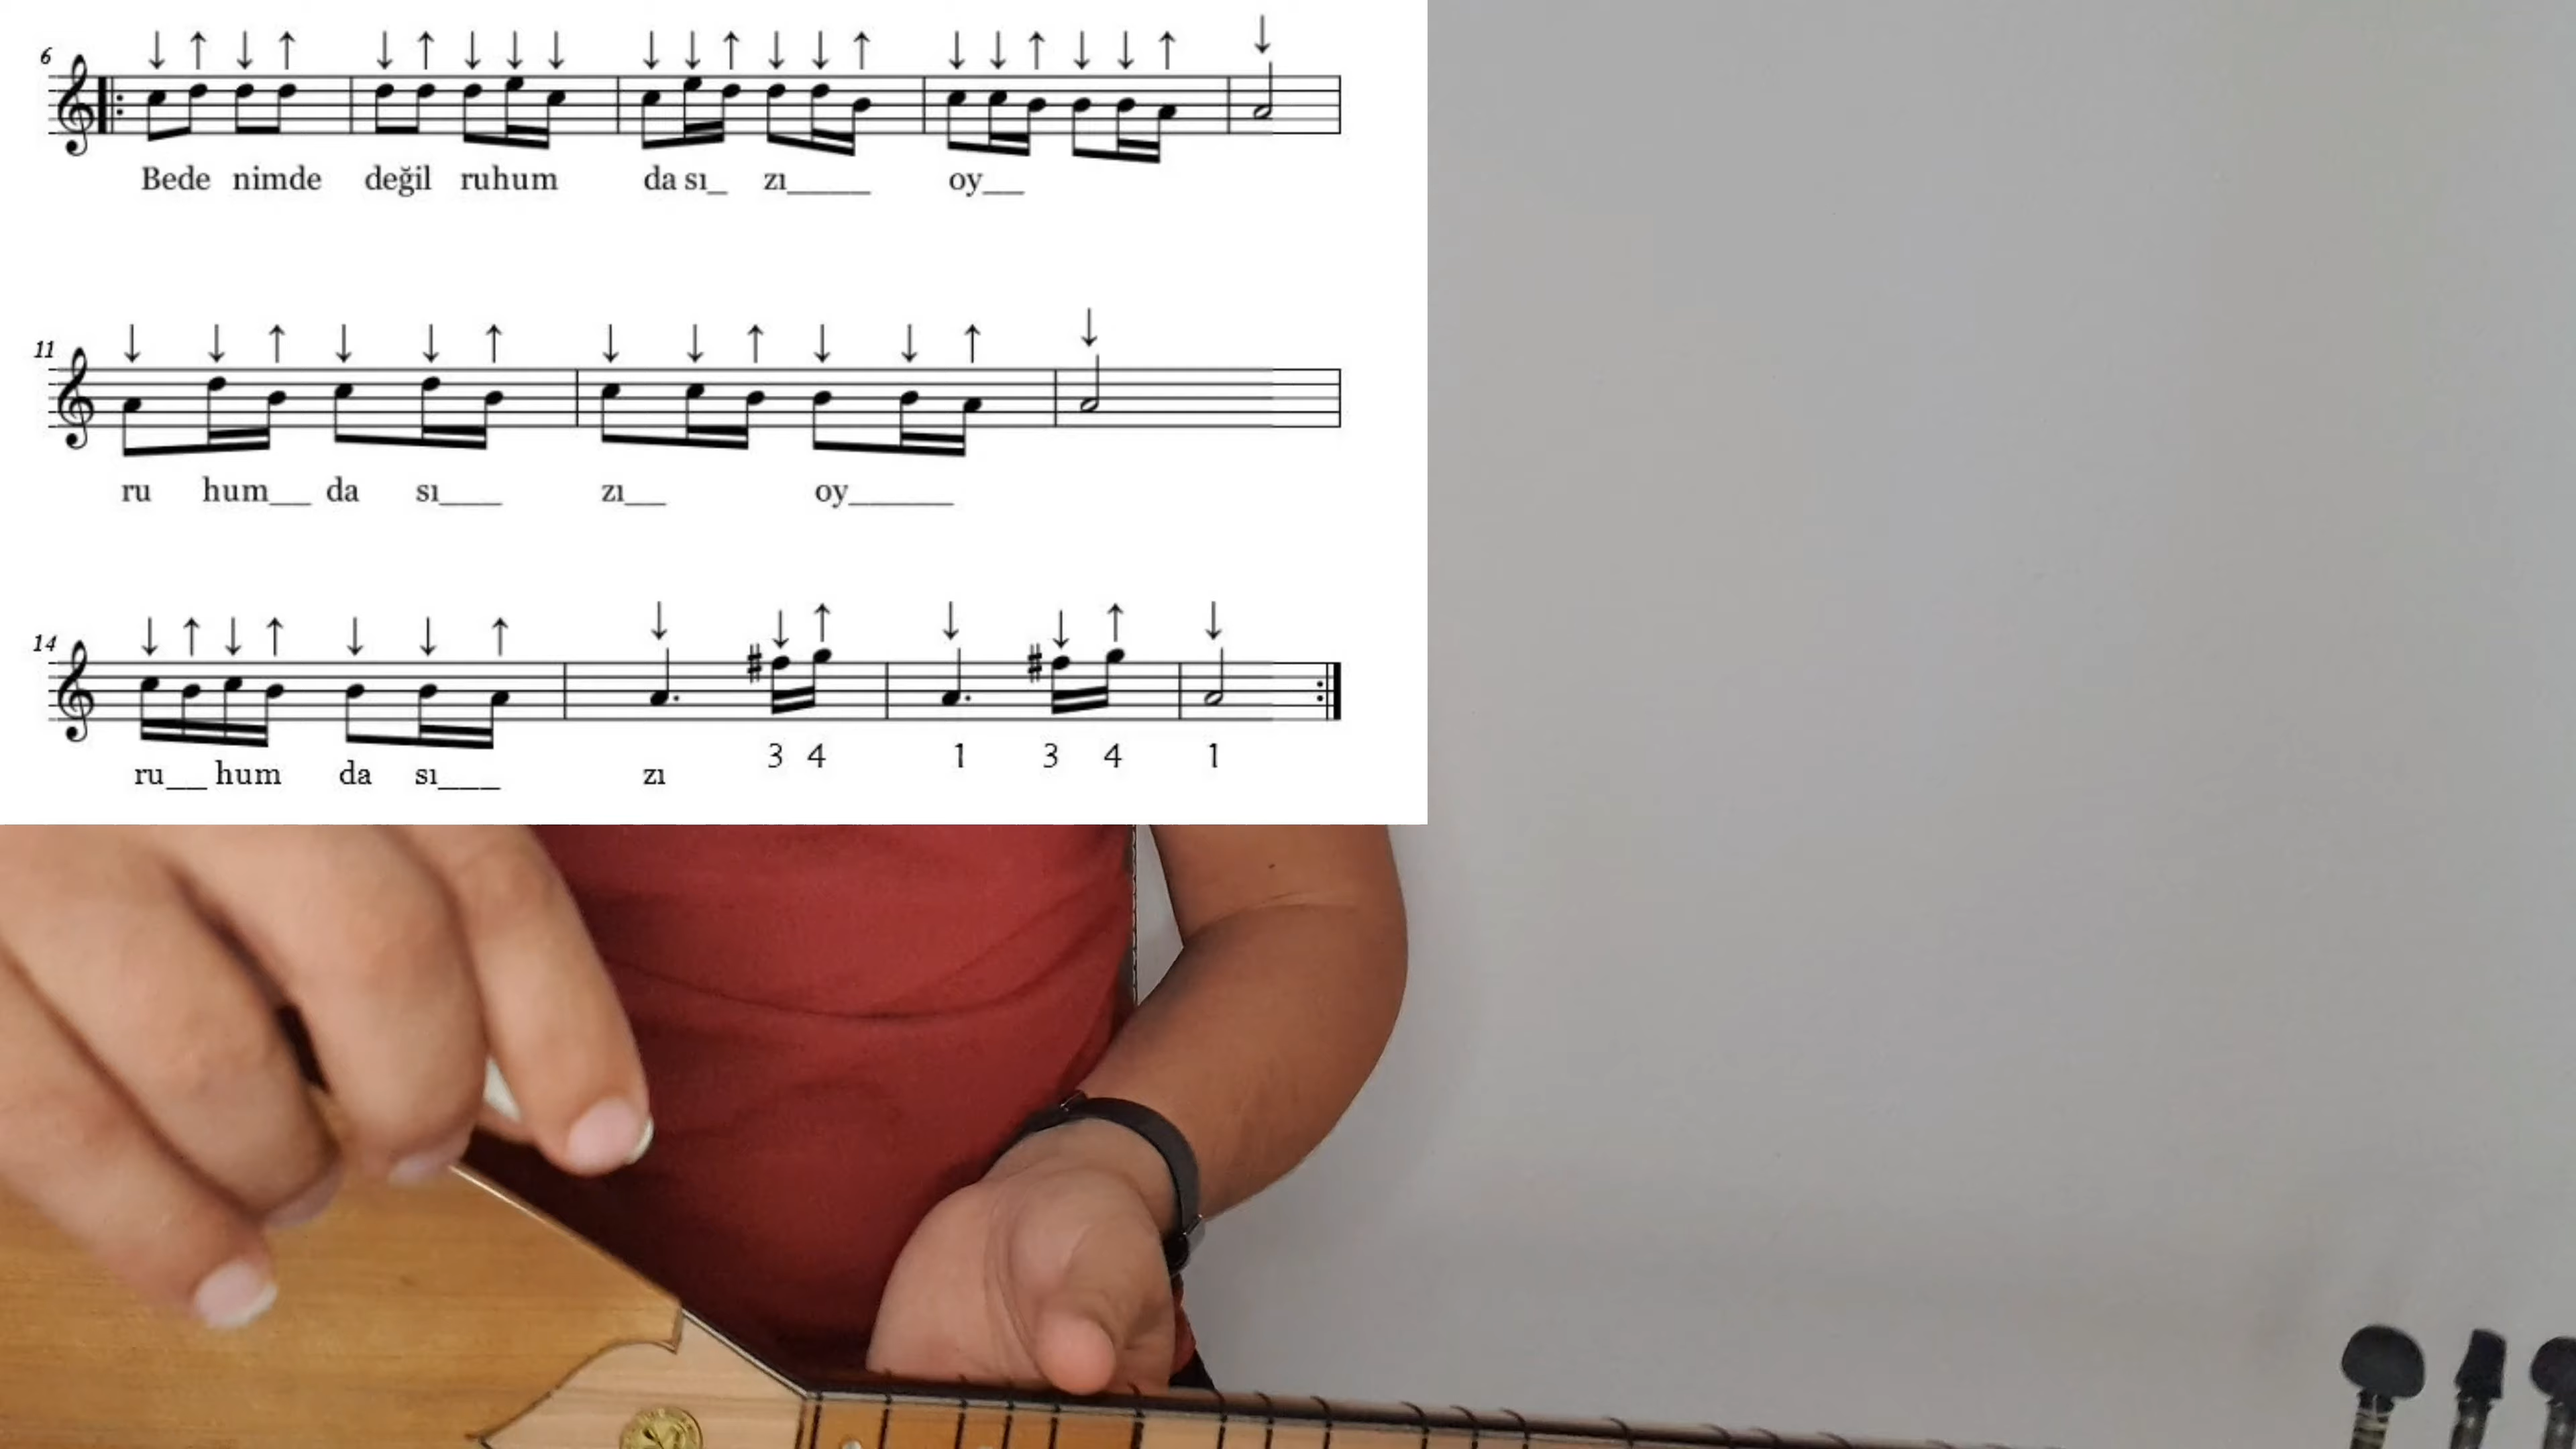 6
Bede nimde değil ruhum da sı_ zı____ oy__
11
ru hum__ da sı___ zı__ oy_____
14
3 4 1 3 4 1
ru__ hum da sı___ zı